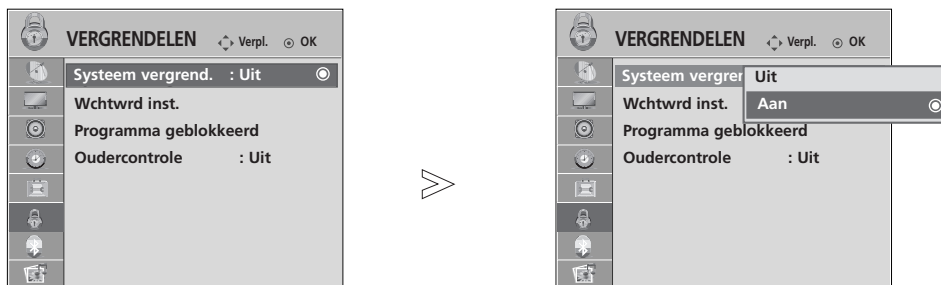 VERGRENDELEN Verpl. OK
Systeem vergrend. : Uit
Wchtwrd inst.
Programma geblokkeerd
Oudercontrole : Uit
VERGRENDELEN Verpl. OK
Systeem vergrer Uit
Wchtwrd inst. Aan
Programma geblokkeerd
Oudercontrole : Uit